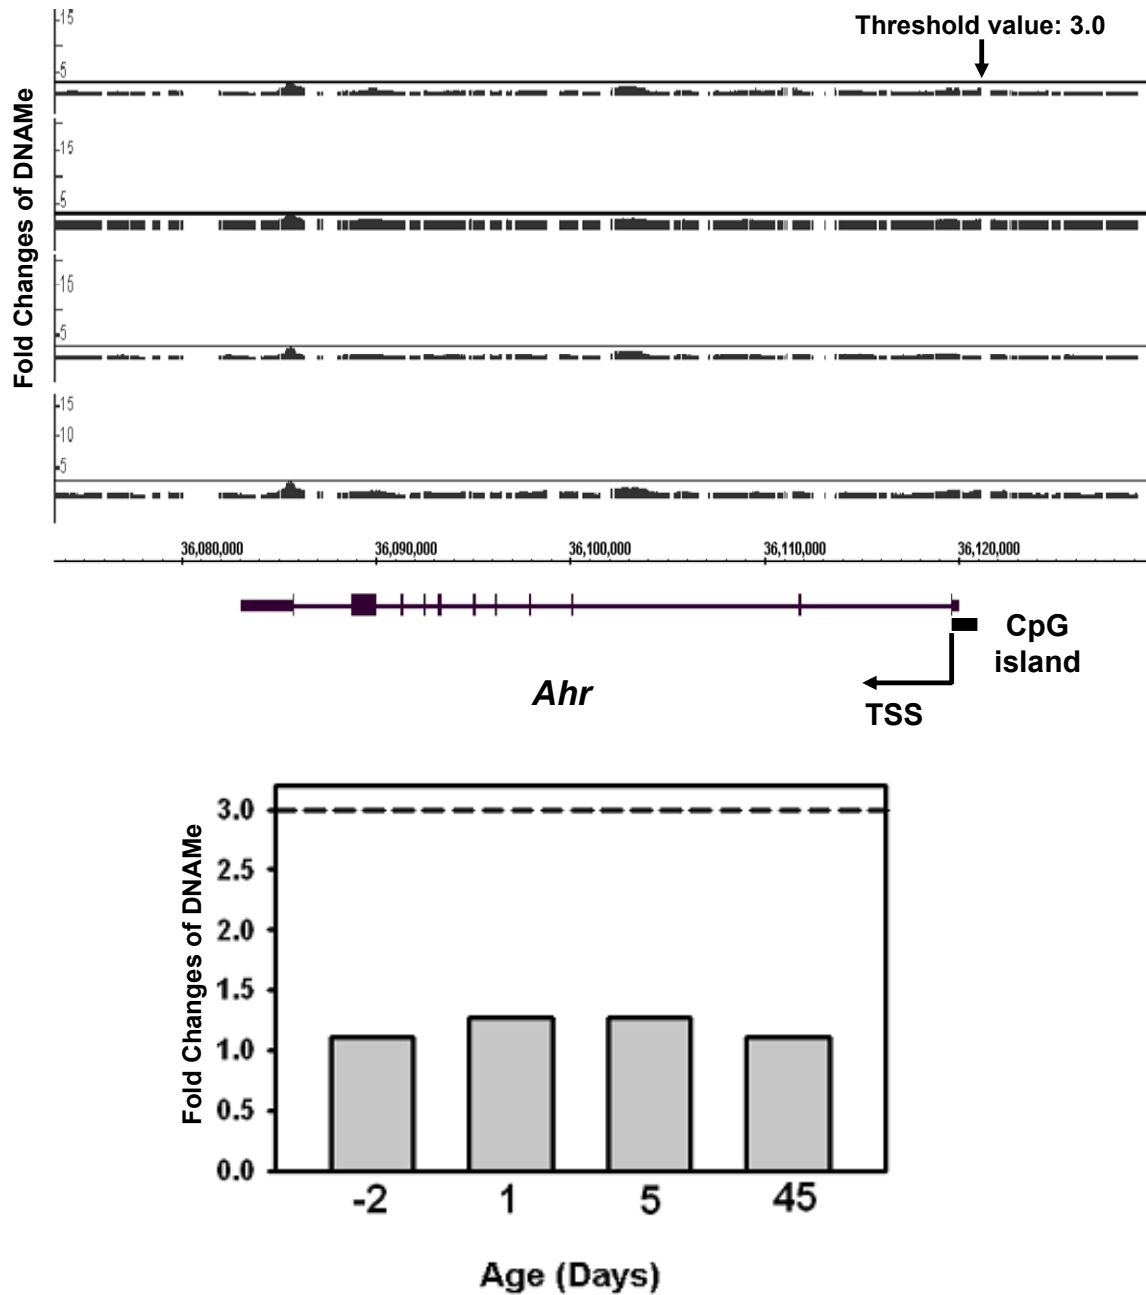 Threshold value: 3.0
Fold Changes of DNAMe
15
5
15
5
15
5
15
10
5
36,080,000 36,090,000 36,100,000 36,110,000 36,120,000
CpG
island
Ahr
TSS
Fold Changes of DNAMe
3.0
2.5
2.0
1.5
1.0
0.5
0.0
-2 1 5 45
Age (Days)